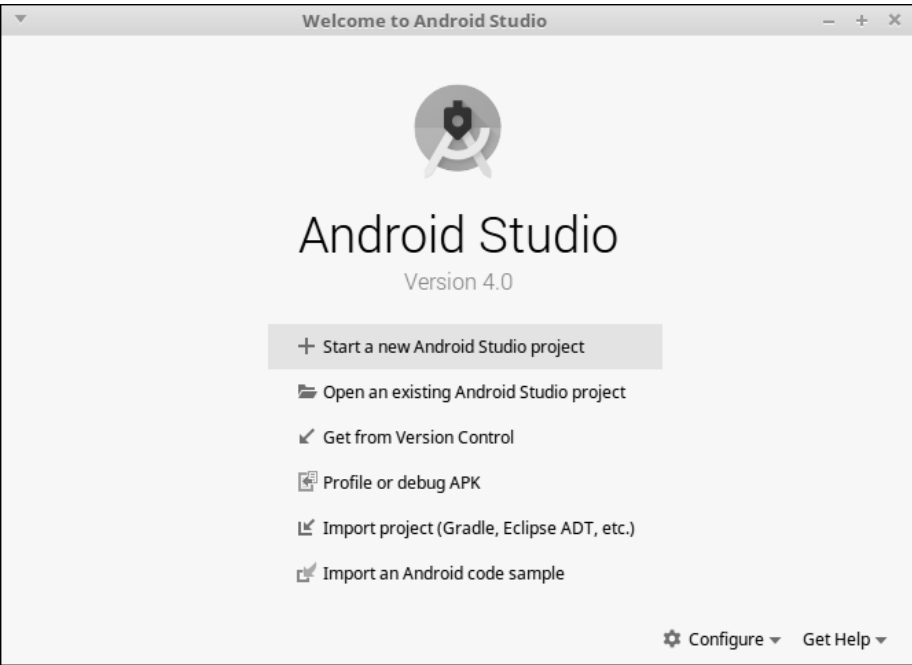 Welcome to Android Studio
Android Studio
Version 4.0
Start a new Android Studio project
Open an existing Android Studio project
Get from Version Control
Profile or debug APK
Import project (Gradle, Eclipse ADT, etc.)
Import an Android code sample
Configure Get Help